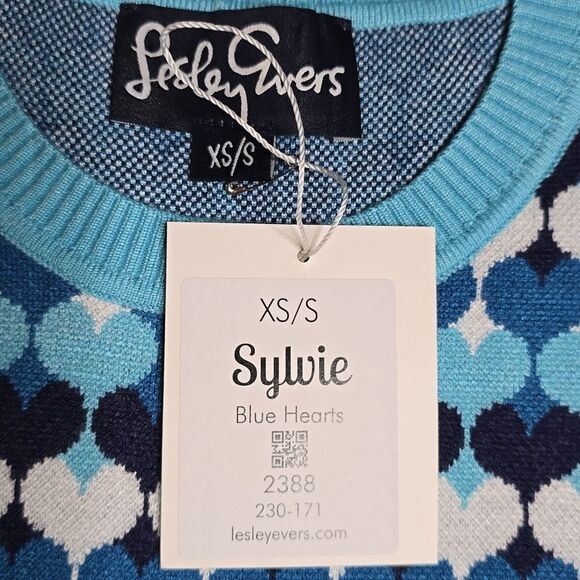 Lesley Evers
XS/S
XS/S
Sylvie
Blue Hearts
2388
230-171
lesleyevers.com